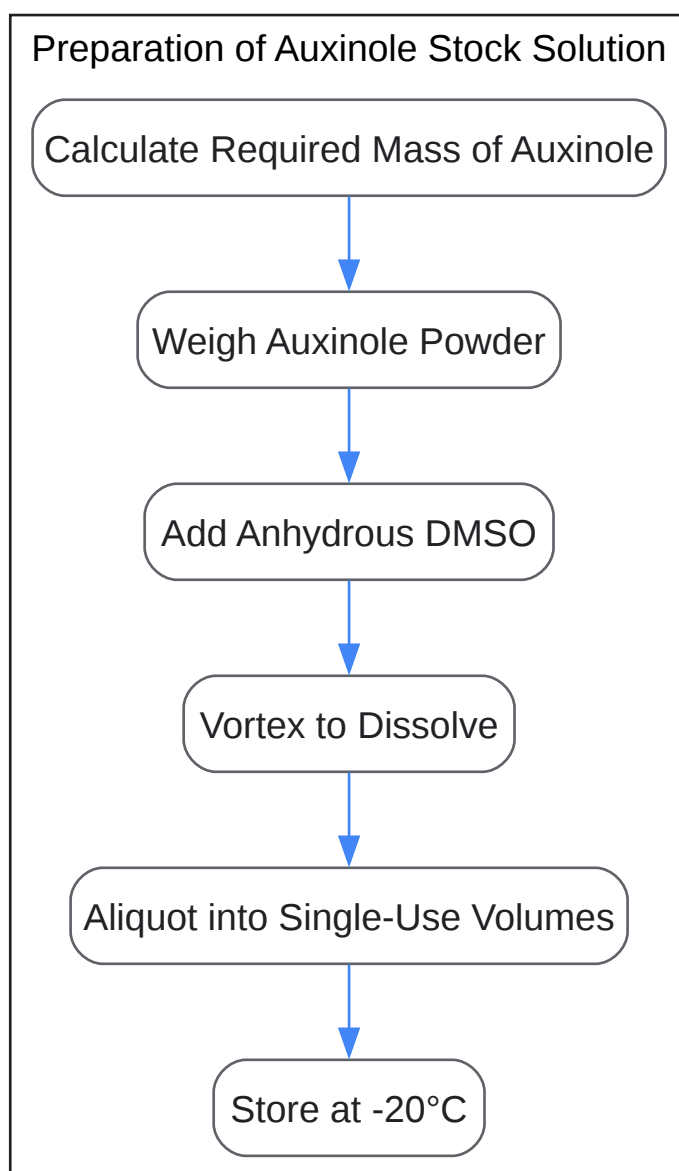 Preparation of Auxinole Stock Solution
Calculate Required Mass of Auxinole
Weigh Auxinole Powder
Add Anhydrous DMSO
Vortex to Dissolve
Aliquot into Single-Use Volumes
Store at -20°C